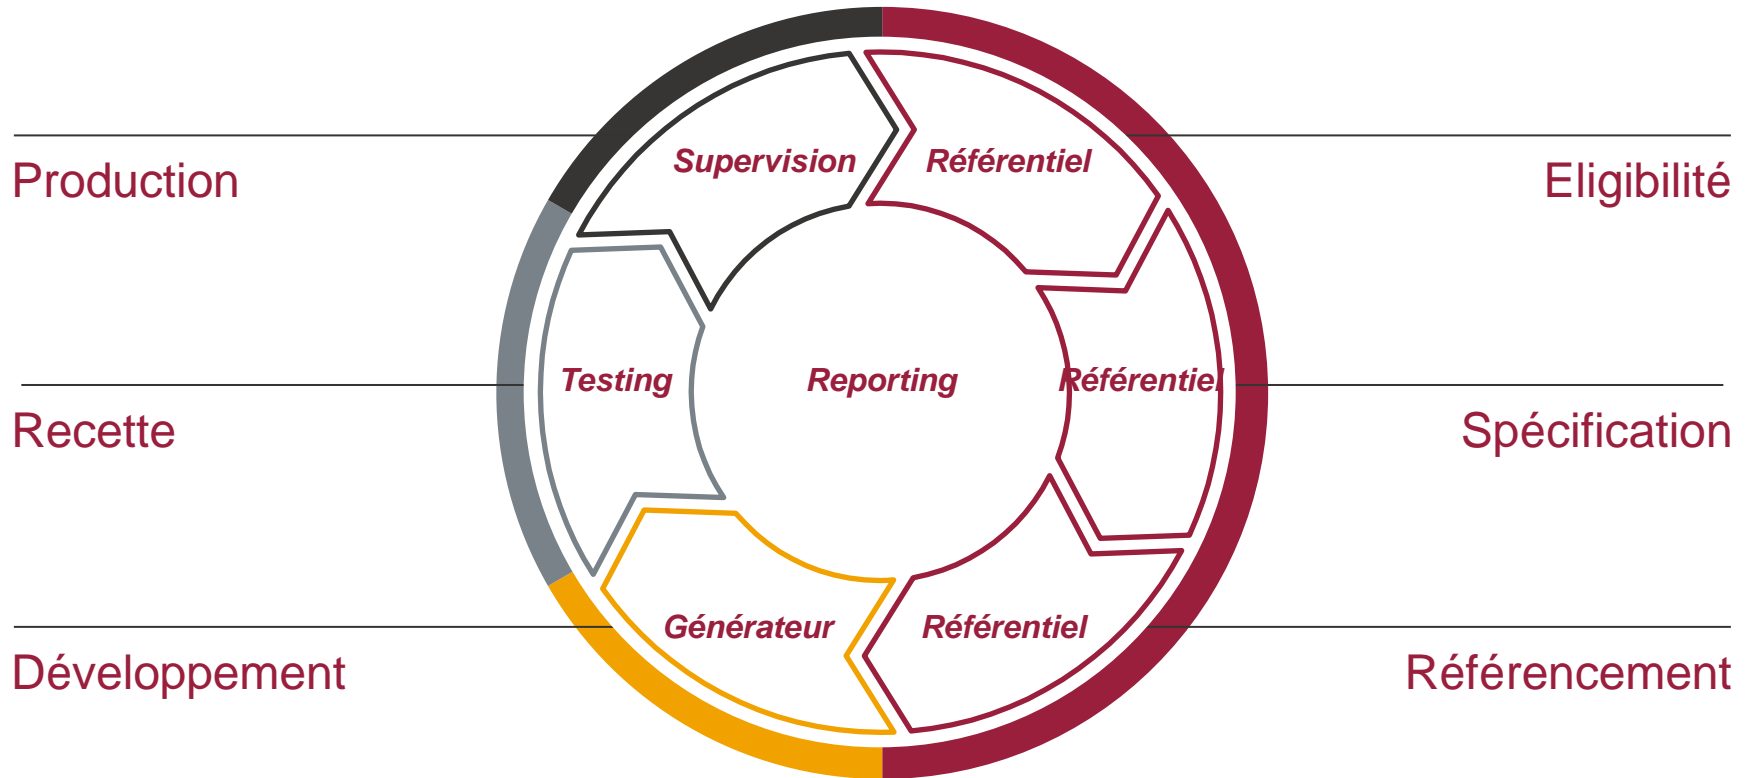 Supervision
Référentiel
Production
Eligibilité
Testing
Reporting
Référentiel
Recette
Spécification
Générateur
Référentiel
Développement
Référencement